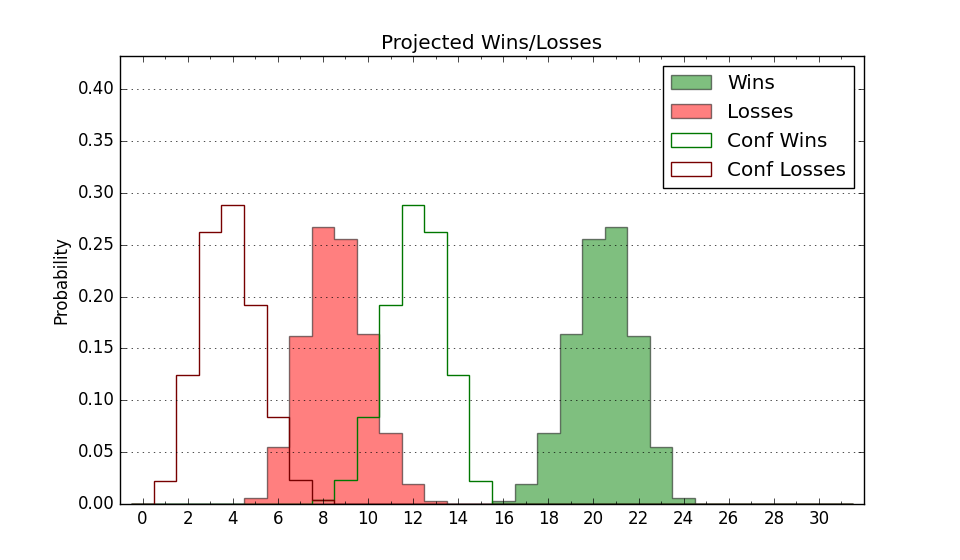 Projected Wins/Losses
Wins
Losses
Conf Wins
Conf Losses
Probability
0.40
0.35
0.30
0.25
0.20
0.15
0.10
0.05
0.00
0 2 4 6 8 10 12 14 16 18 20 22 24 26 28 30